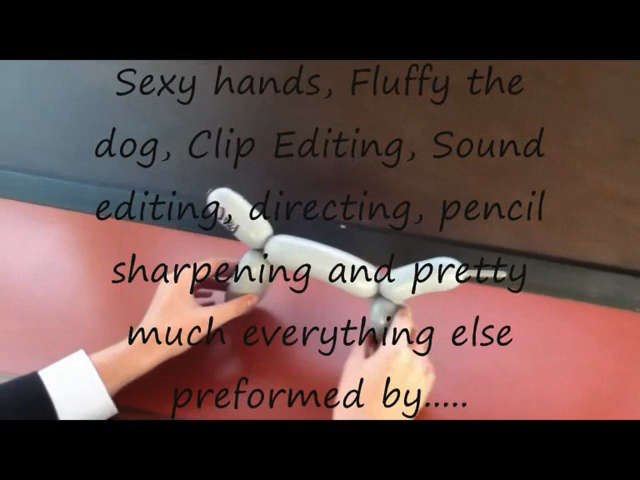 Sexy hands, Fluffy the
dog, Clip Editing, Sound
editing, directing, pencil
sharpening and pretty
much everything else
preformed by.....